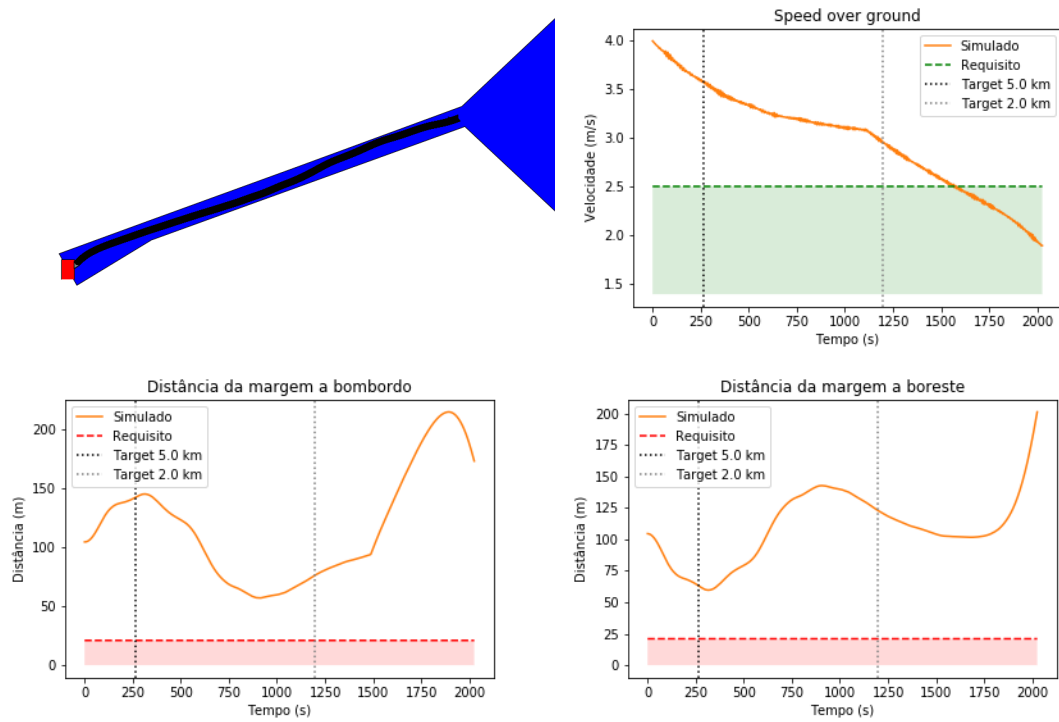 Speed over ground
4.0
3.5
3.0
2.5
2.0
1.5
Velocidade (m/s)
Simulado
Requisito
Target 5.0 km
Target 2.0 km
0 250 500 750 1000 1250 1500 1750 2000
Tempo (s)
Distância da margem a bombordo
200
150
100
50
0
Distância (m)
Simulado
Requisito
Target 5.0 km
Target 2.0 km
0 250 500 750 1000 1250 1500 1750 2000
Tempo (s)
Distância da margem a boreste
200
175
150
125
100
75
50
25
0
Distância (m)
Simulado
Requisito
Target 5.0 km
Target 2.0 km
0 250 500 750 1000 1250 1500 1750 2000
Tempo (s)